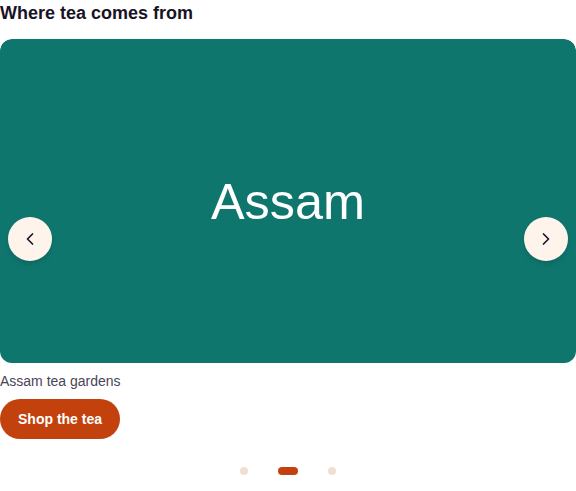 Where tea comes from
Assam
Assam tea gardens
Shop the tea